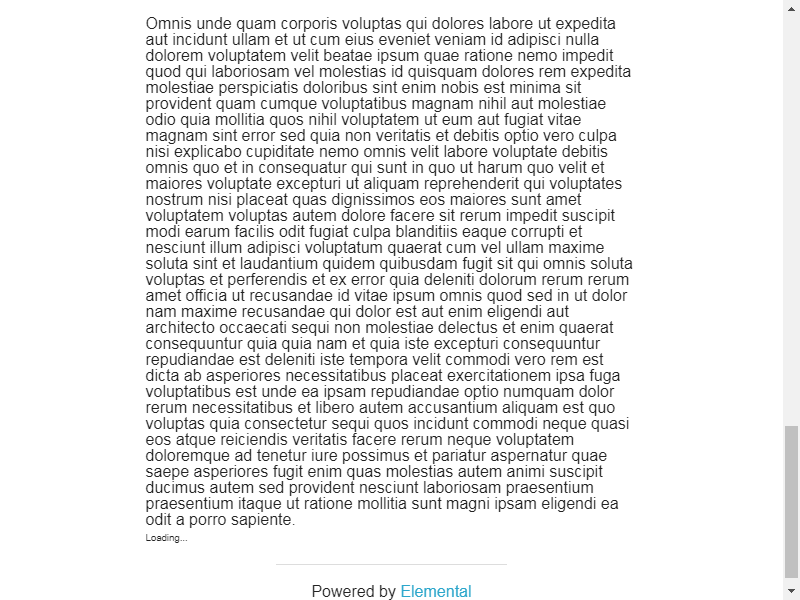 Omnis unde quam corporis voluptas qui dolores labore ut expedita
aut incidunt ullam et ut cum eius eveniet veniam id adipisci nulla
dolorem voluptatem velit beatae ipsum quae ratione nemo impedit
quod qui laboriosam vel molestias id quisquam dolores rem expedita
molestiae perspiciatis doloribus sint enim nobis est minima sit
provident quam cumque voluptatibus magnam nihil aut molestiae
odio quia mollitia quos nihil voluptatem ut eum aut fugiat vitae
magnam sint error sed quia non veritatis et debitis optio vero culpa
nisi explicabo cupiditate nemo omnis velit labore voluptate debitis
omnis quo et in consequatur qui sunt in quo ut harum quo velit et
maiores voluptate excepturi ut aliquam reprehenderit qui voluptates
nostrum nisi placeat quas dignissimos eos maiores sunt amet
voluptatem voluptas autem dolore facere sit rerum impedit suscipit
modi earum facilis odit fugiat culpa blanditiis eaque corrupti et
nesciunt illum adipisci voluptatum quaerat cum vel ullam maxime
soluta sint et laudantium quidem quibusdam fugit sit qui omnis soluta
voluptas et perferendis et ex error quia deleniti dolorum rerum rerum
amet officia ut recusandae id vitae ipsum omnis quod sed in ut dolor
nam maxime recusandae qui dolor est aut enim eligendi aut
architecto occaecati sequi non molestiae delectus et enim quaerat
consequuntur quia quia nam et quia iste excepturi consequuntur
repudiandae est deleniti iste tempora velit commodi vero rem est
dicta ab asperiores necessitatibus placeat exercitationem ipsa fuga
voluptatibus est unde ea ipsam repudiandae optio numquam dolor
rerum necessitatibus et libero autem accusantium aliquam est quo
voluptas quia consectetur sequi quos incidunt commodi neque quasi
eos atque reiciendis veritatis facere rerum neque voluptatem
doloremque ad tenetur iure possimus et pariatur aspernatur quae
saepe asperiores fugit enim quas molestias autem animi suscipit
ducimus autem sed provident nesciunt laboriosam praesentium
praesentium itaque ut ratione mollitia sunt magni ipsam eligendi ea
odit a porro sapiente.
Loading...
Powered by Elemental